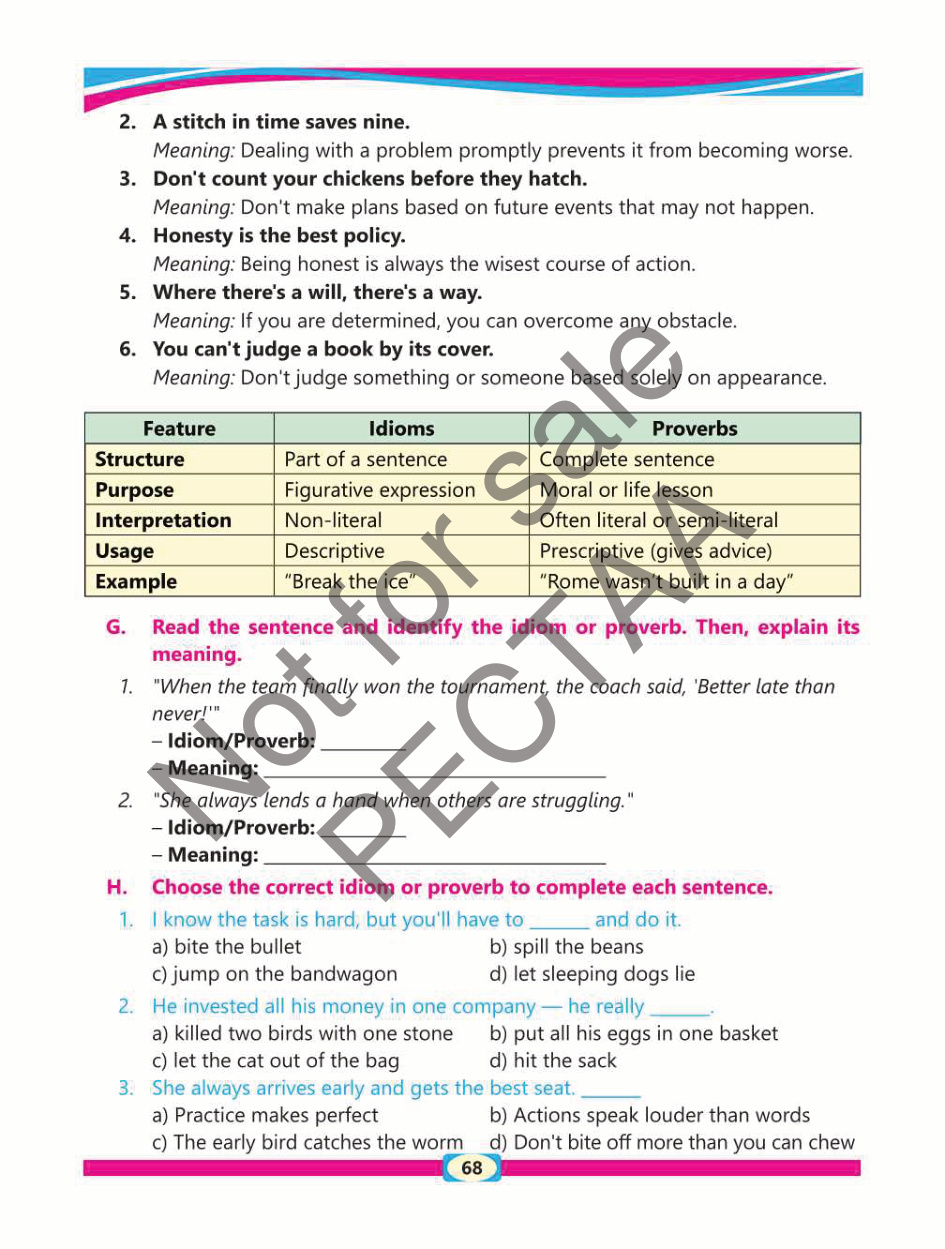 2. A stitch in time saves nine.
Meaning: Dealing with a problem promptly prevents it from becoming worse.
3. Don't count your chickens before they hatch.
Meaning: Don't make plans based on future events that may not happen.
4. Honesty is the best policy.
Meaning: Being honest is always the wisest course of action.
5. Where there's a will, there's a way.
Meaning: If you are determined, you can overcome any obstacle.
6. You can't judge a book by its cover.
Meaning: Don't judge something or someone based solely on appearance.
Feature Idioms Proverbs
Structure Part of a sentence Complete sentence
Purpose Figurative expression Moral or life lesson
Interpretation Non-literal Often literal or semi-literal
Usage Descriptive Prescriptive (gives advice)
Example “Break the ice” “Rome wasn’t built in a day”
G. Read the sentence and identify the idiom or proverb. Then, explain its
meaning.
1. "When the team finally won the tournament, the coach said, 'Better late than
never!'"
– Idiom/Proverb: ________
– Meaning: ________________________________
2. "She always lends a hand when others are struggling."
– Idiom/Proverb: ________
– Meaning: ________________________________
H. Choose the correct idiom or proverb to complete each sentence.
1. I know the task is hard, but you'll have to ______ and do it.
a) bite the bullet b) spill the beans
c) jump on the bandwagon d) let sleeping dogs lie
2. He invested all his money in one company — he really ______.
a) killed two birds with one stone b) put all his eggs in one basket
c) let the cat out of the bag d) hit the sack
3. She always arrives early and gets the best seat. ______
a) Practice makes perfect b) Actions speak louder than words
c) The early bird catches the worm d) Don't bite off more than you can chew
68
Not for sale
PECTAA